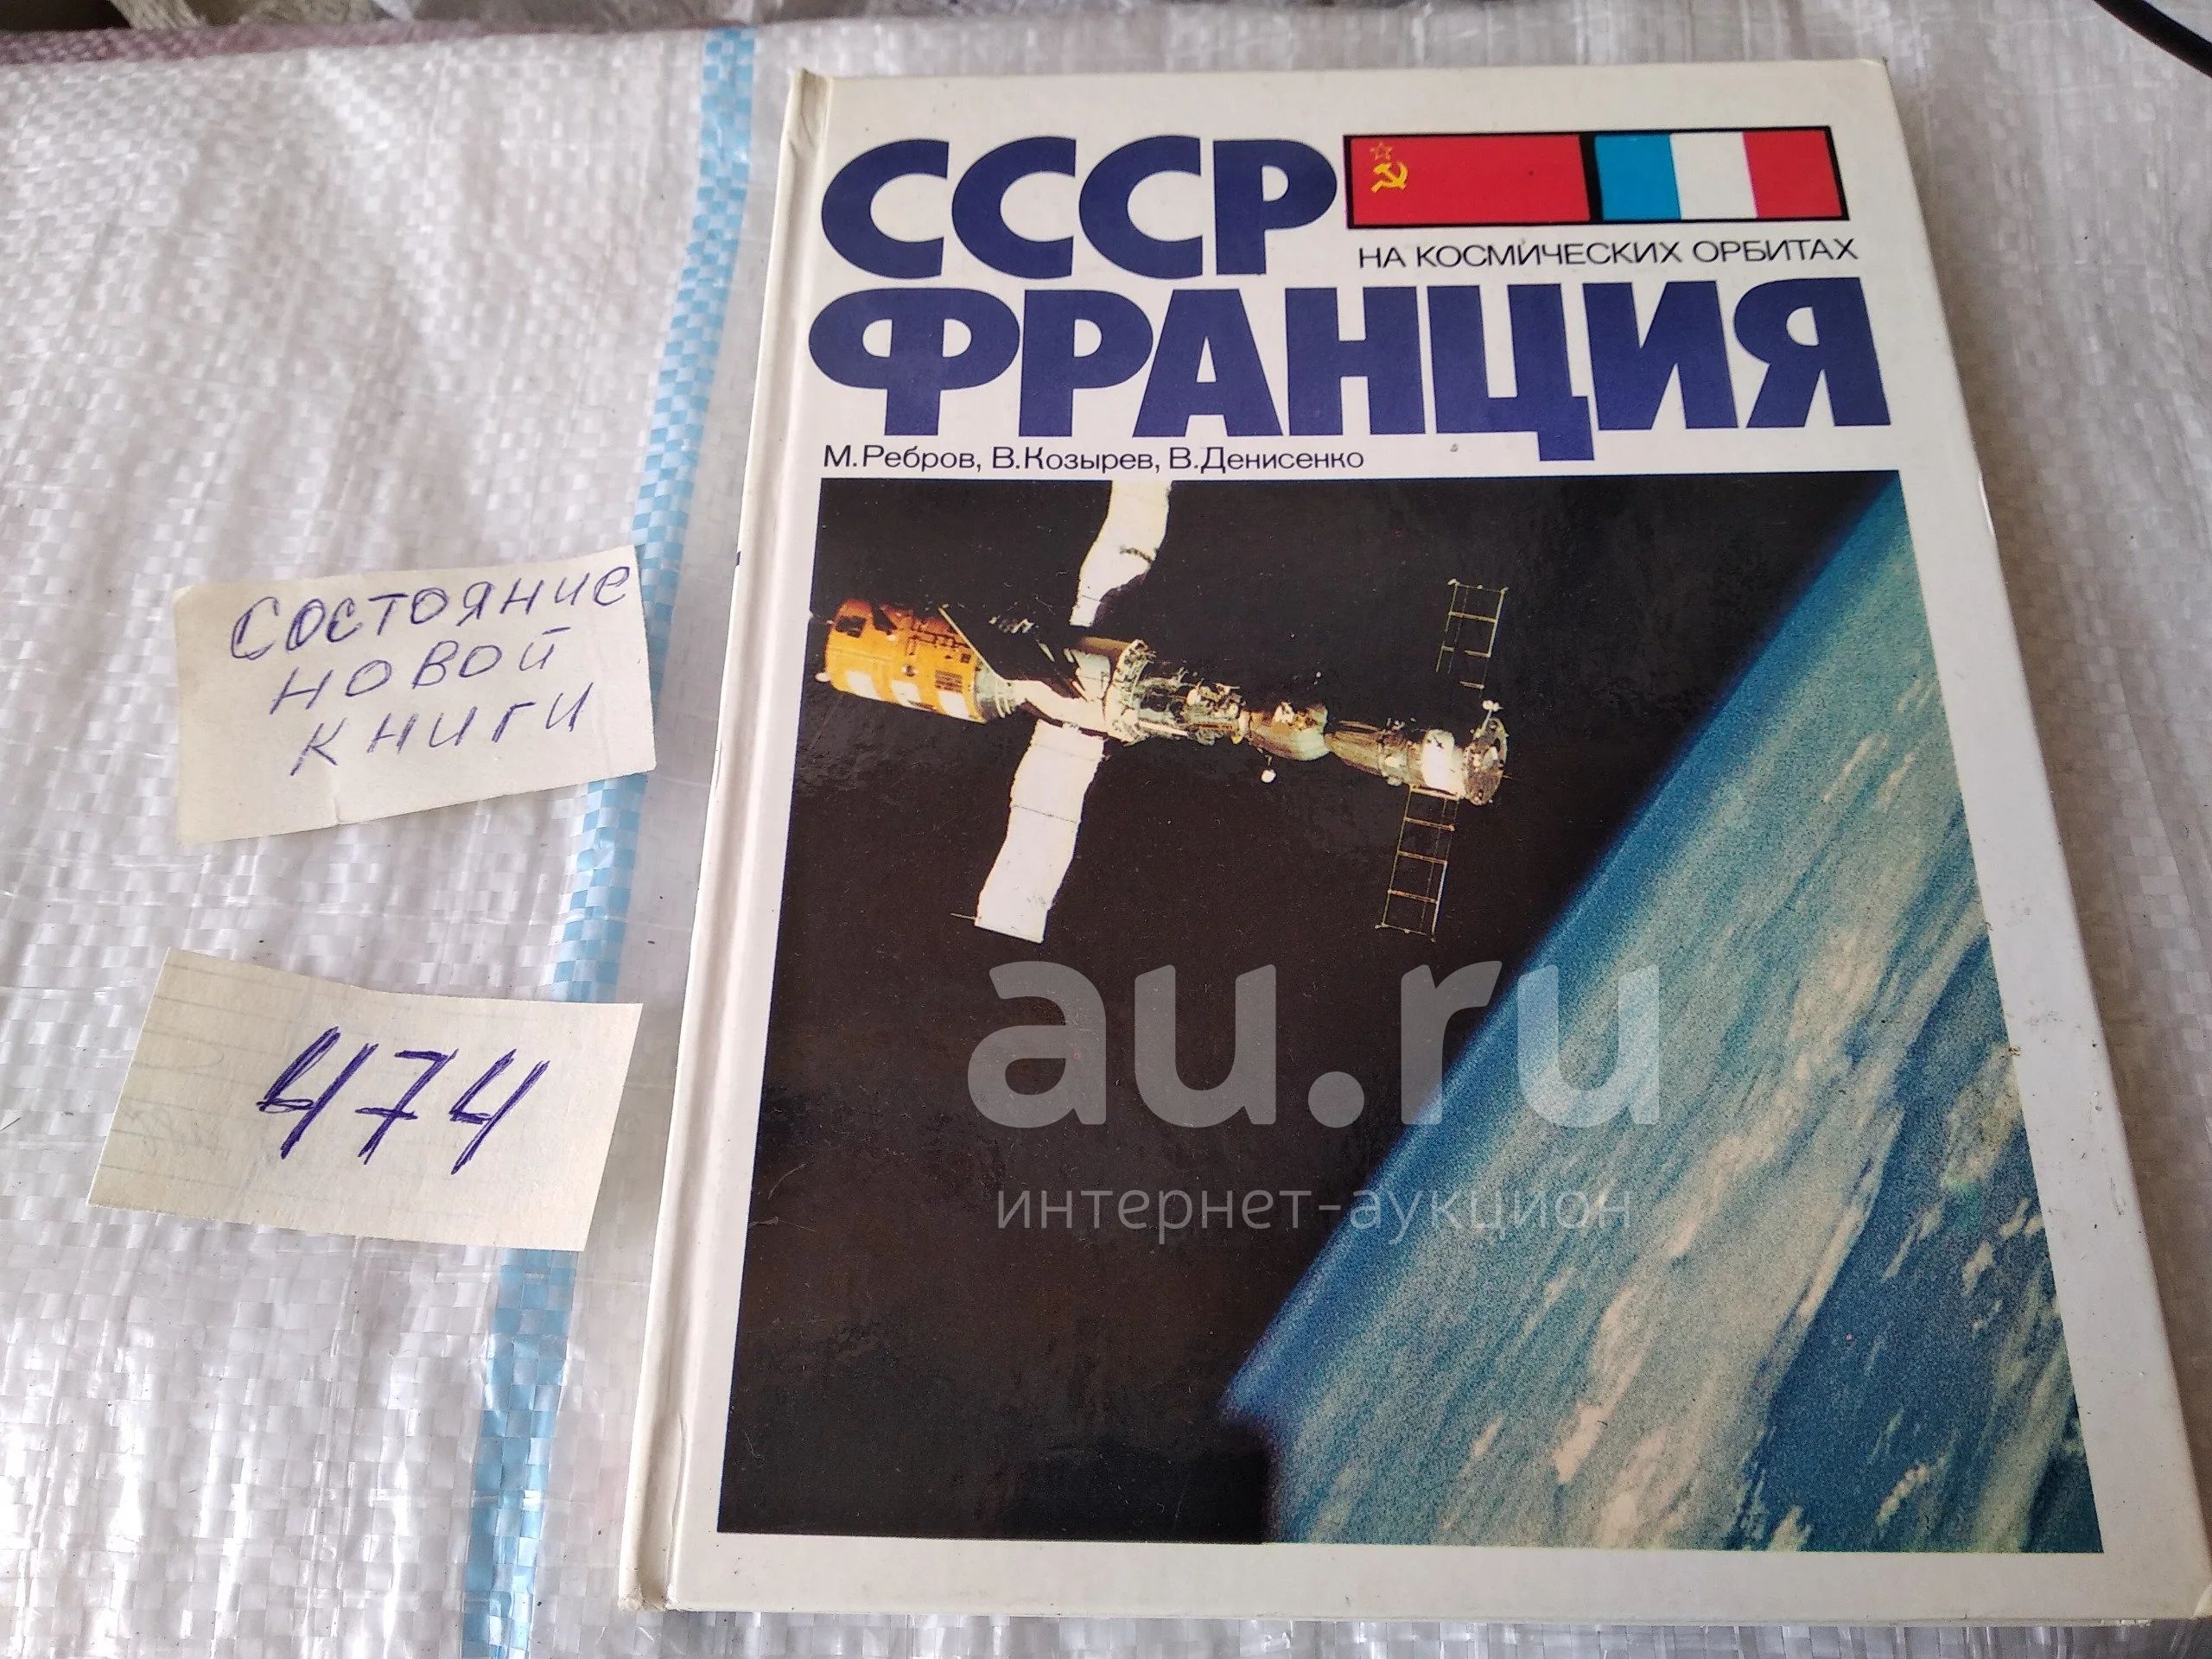 СССР
НА КОСМИЧЕСКИХ ОРБИТАХ
ФРАНЦИЯ
М.Ребров, В.Козырев, В.Денисенко
состояние
новой
книги
474
au.ru
интернет-аукцион